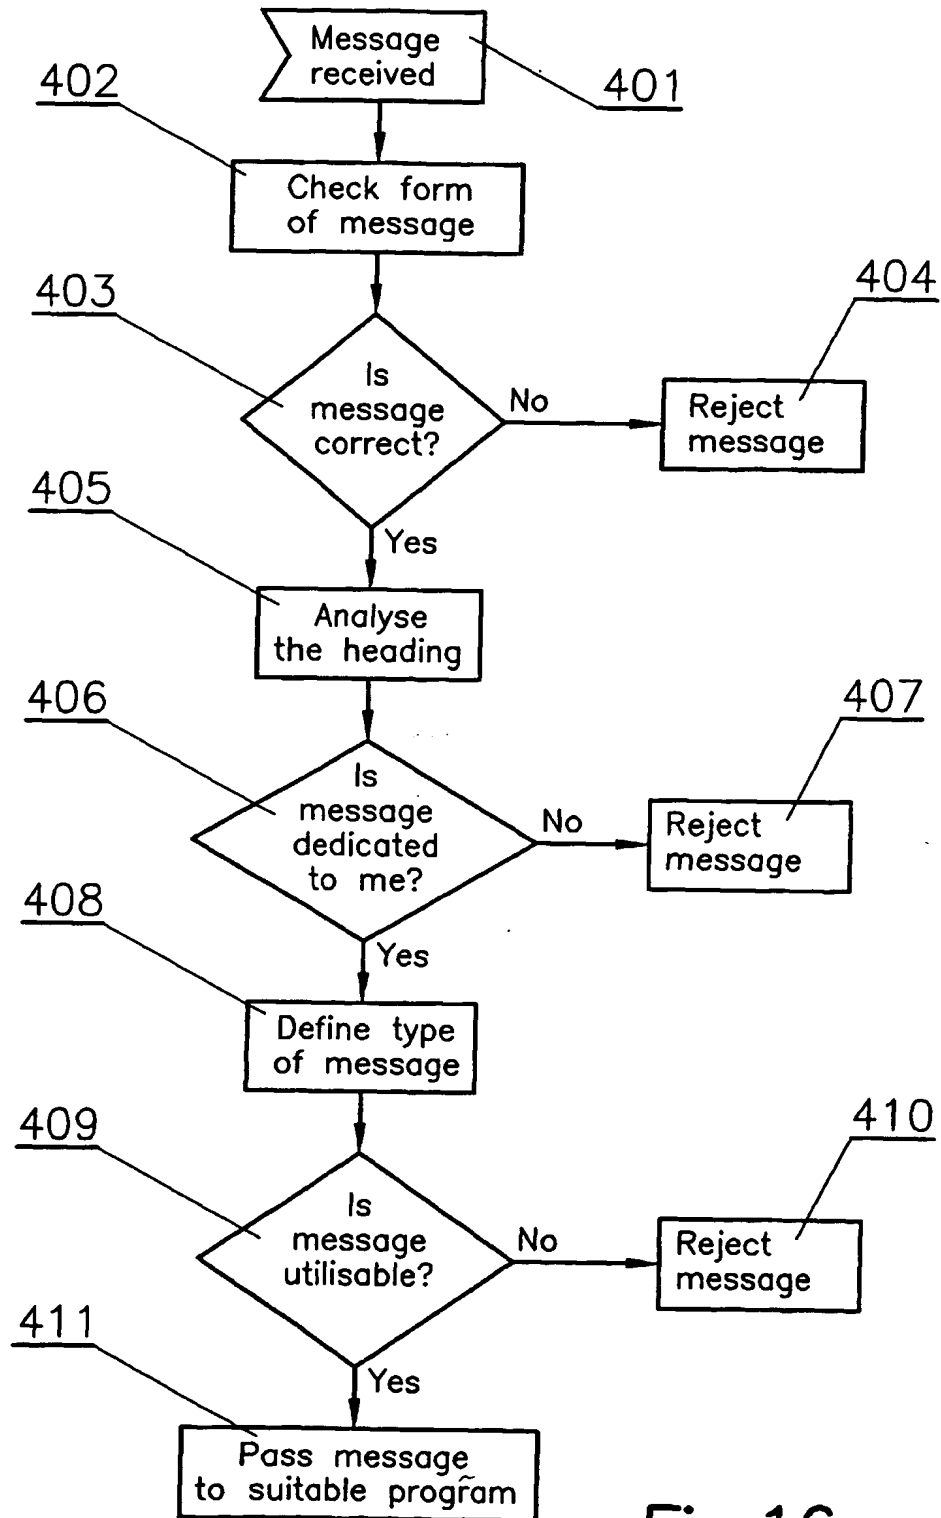 Message
received
401
402
Check form
of message
403
404
Is
message
correct?
No
Reject
message
405
Yes
Analyse
the heading
406
407
Is
message
dedicated
to me?
No
Reject
message
408
Yes
Define type
of message
409
410
Is
message
utilisable?
No
Reject
message
411
Yes
Pass message
to suitable program